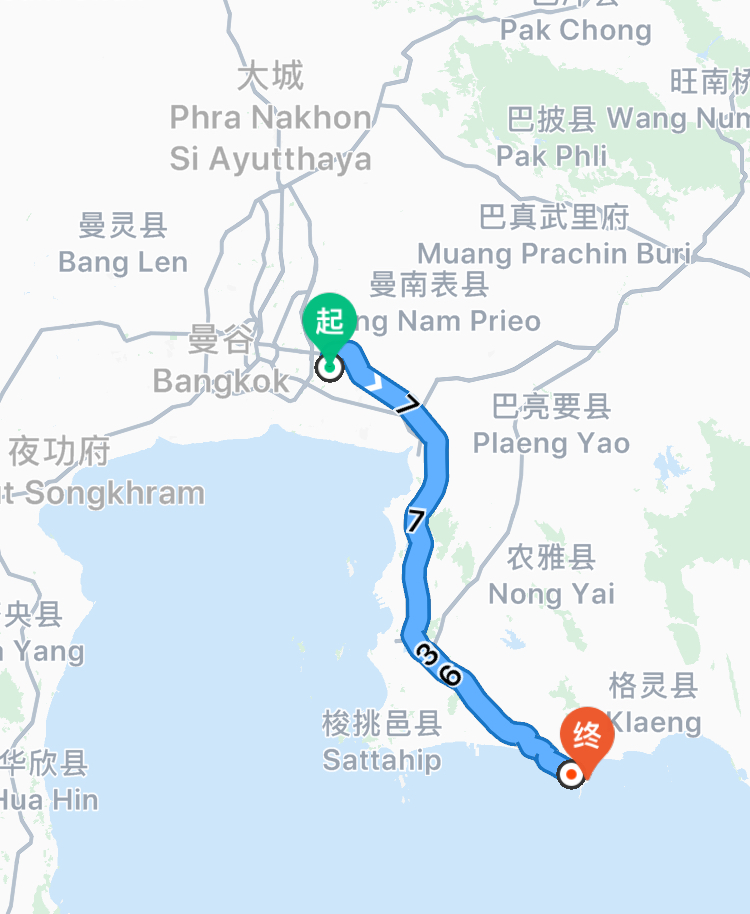 Pak Chong
大城
Phra Nakhon
Si Ayutthaya
旺南桥
Wang Num
巴披县
Pak Phli
曼灵县
Bang Len
巴真武里府
Muang Prachin Buri
曼南表县
ng Nam Prieo
起
曼谷
Bangkok
7
巴亮要县
Plaeng Yao
夜功府
t Songkhram
7
农雅县
Nong Yai
央县
Yang
36
格灵县
Klaeng
梭挑邑县
Sattahip
终
华欣县
Hua Hin